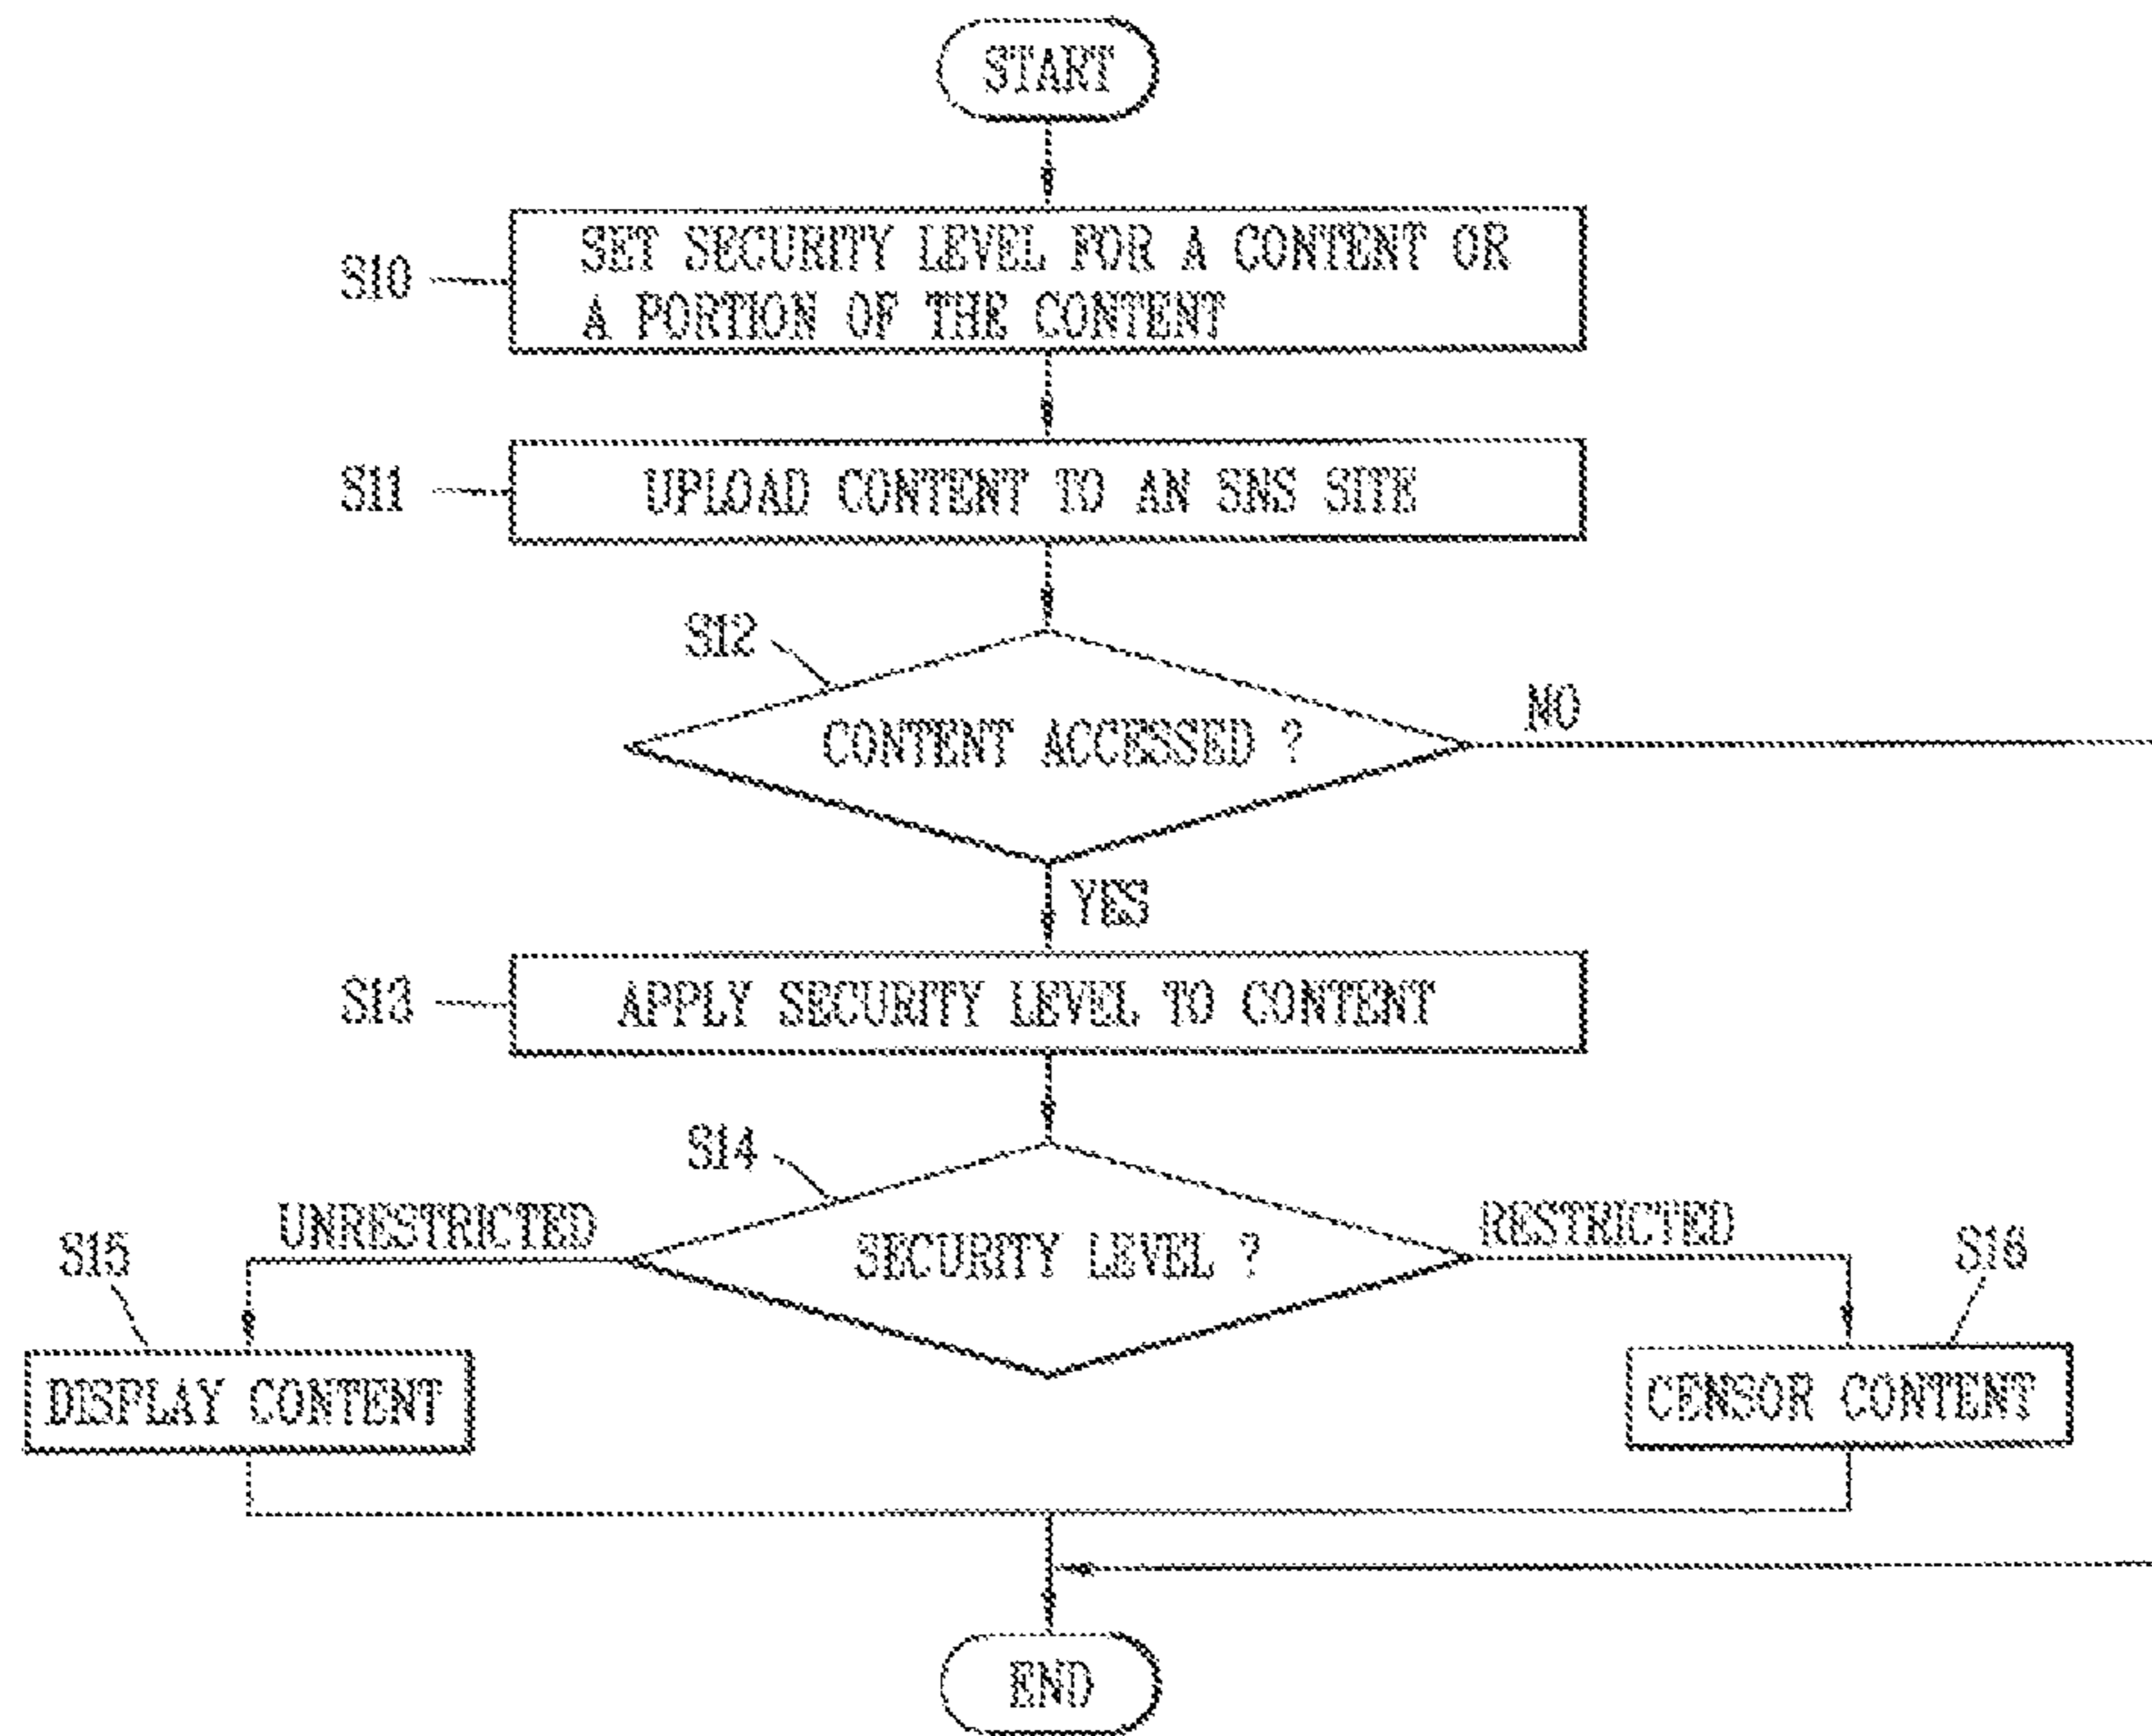 START
S10
SET SECURITY LEVEL FOR A CONTENT OR
A PORTION OF THE CONTENT
S11
UPLOAD CONTENT TO AN SNS SITE
S12
CONTENT ACCESSED ?
NO
YES
S13
APPLY SECURITY LEVEL TO CONTENT
S14
UNRESTRICTED
RESTRICTED
SECURITY LEVEL ?
S15
S16
DISPLAY CONTENT
CENSOR CONTENT
END